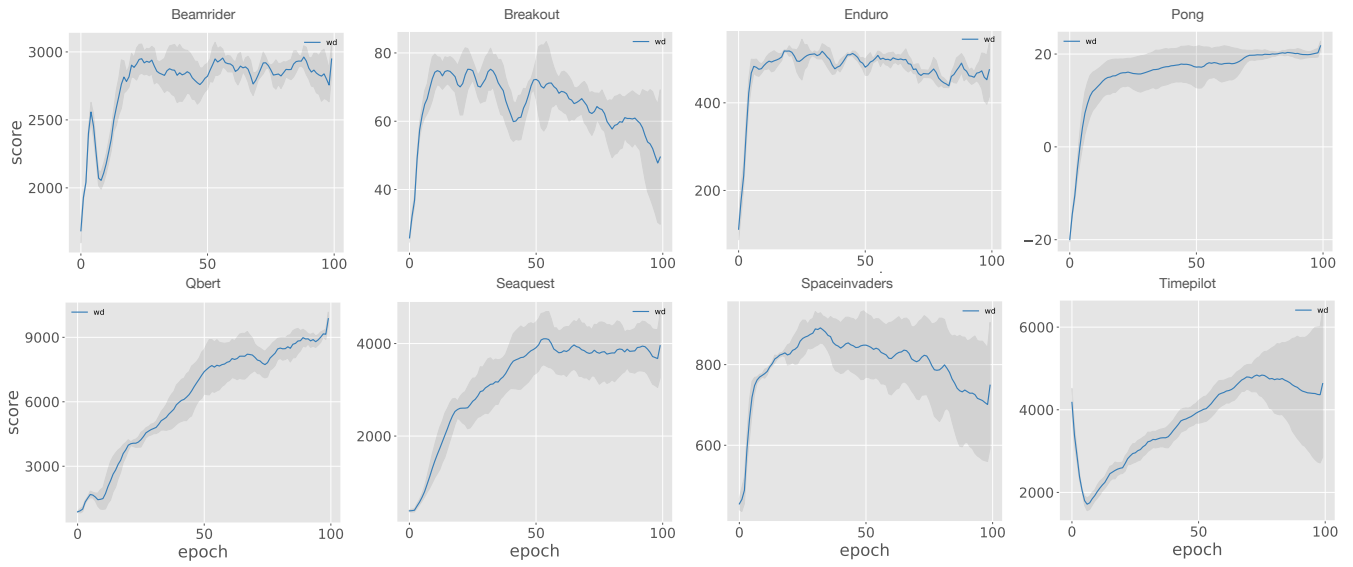 Beamrider
Breakout
Enduro
Pong
score
3000
2500
2000
0
50
100
wd
80
60
40
0
50
100
wd
400
200
0
50
100
wd
20
0
−20
0
50
100
wd
Qbert
Seaquest
Spaceinvaders
Timepilot
score
9000
6000
3000
0
50
100
epoch
wd
4000
2000
0
50
100
epoch
wd
800
600
0
50
100
epoch
wd
6000
4000
2000
0
50
100
epoch
wd